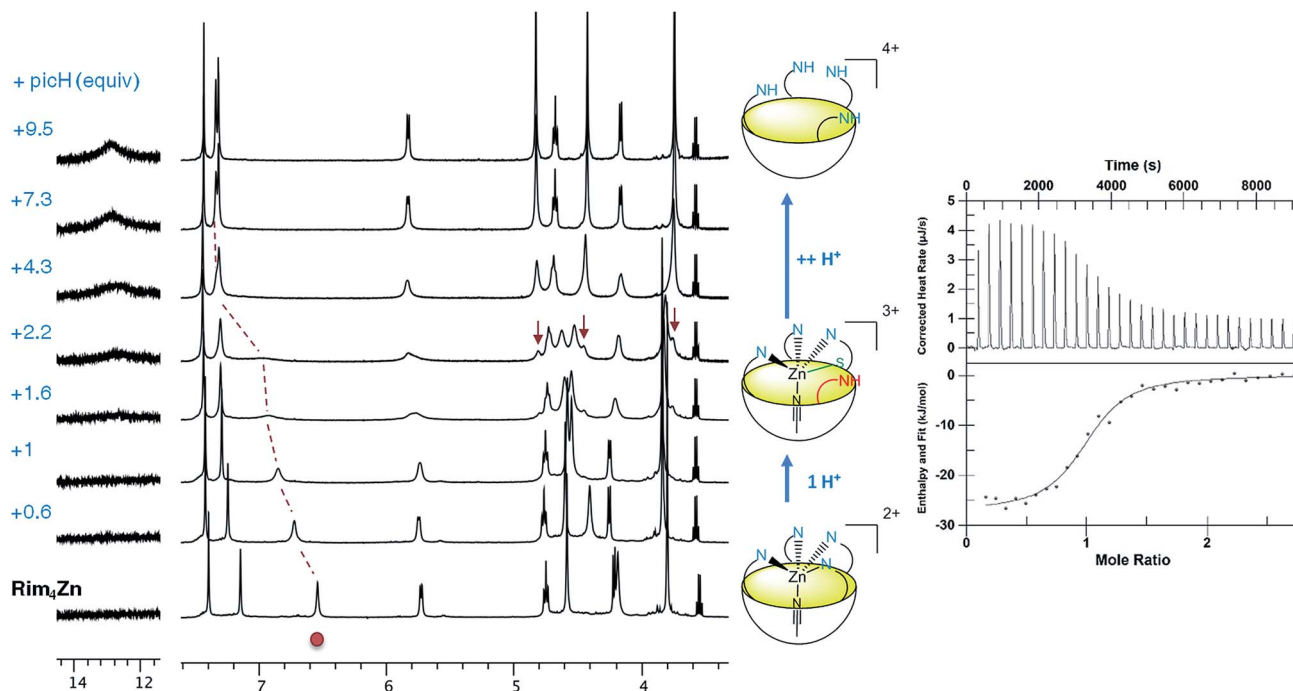 + picH (equiv)
+9.5
+7.3
+4.3
+2.2
+1.6
+1
+0.6
Rim₄Zn
14 12
7 6 5 4
4+
NH
NH
NH
NH
++ H⁺
3+
N
N
N
Zn
S
NH
N
1 H⁺
2+
N
N
N
N
Zn
N
Time (s)
0 2000 4000 6000 8000
Corrected Heat Rate (µJ/s)
5
4
3
2
1
0
Enthalpy and Fit (kJ/mol)
0
-10
-20
-30
0 1 2
Mole Ratio